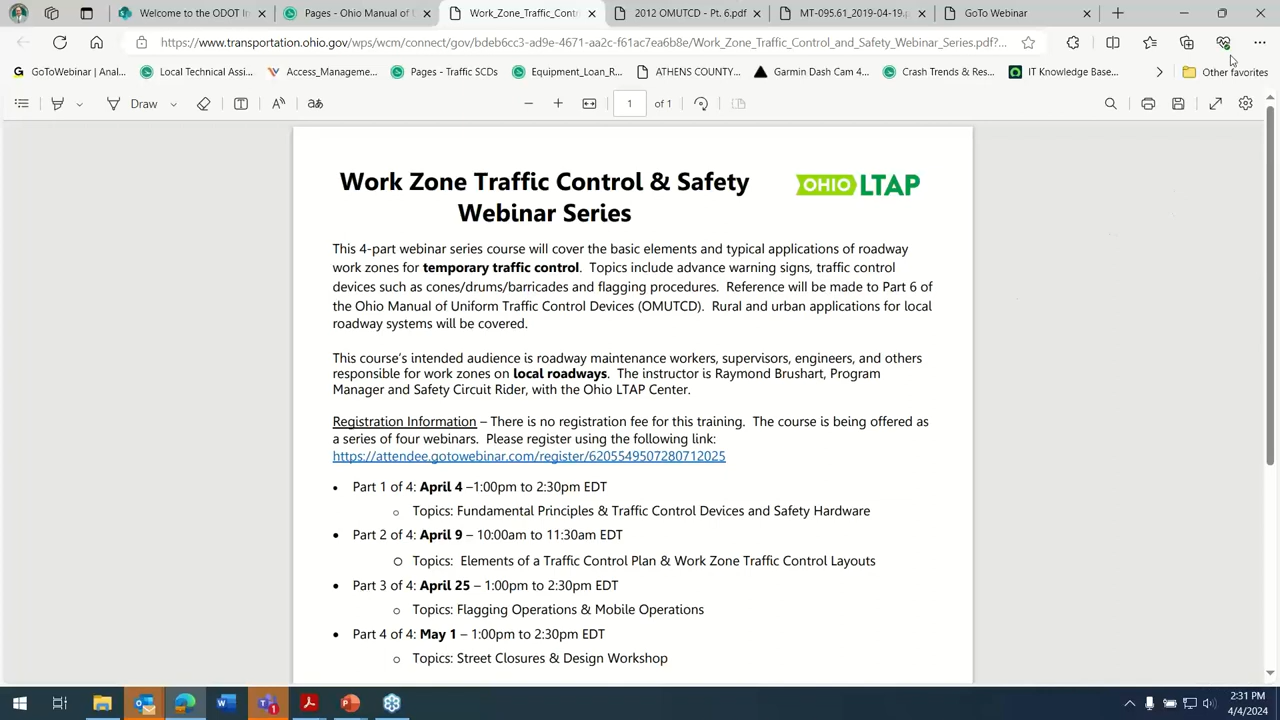 Welcome to the ODOT In
Pages - Ohio Manual of U
Work_Zone_Traffic_Contr
2012 OMUTCD - Pt. 6.pdf
MT-095.61_2019-04-19.p
GoTo Webinar
https://www.transportation.ohio.gov/wps/wcm/connect/gov/bdeb6cc3-ad9e-4671-aa2c-f61ac7ea6b8e/Work_Zone_Traffic_Control_and_Safety_Webinar_Series.pdf?...
GoToWebinar | Anal...
Local Technical Assi...
Access Manageme...
Pages - Traffic SCDs
Equipment_Loan_R...
ATHENS COUNTY...
Garmin Dash Cam 4...
Crash Trends & Res...
IT Knowledge Base...
Other favorites
Draw
1 of 1
Work Zone Traffic Control & Safety
Webinar Series
OHIO LTAP
This 4-part webinar series course will cover the basic elements and typical applications of roadway
work zones for temporary traffic control. Topics include advance warning signs, traffic control
devices such as cones/drums/barricades and flagging procedures. Reference will be made to Part 6 of
the Ohio Manual of Uniform Traffic Control Devices (OMUTCD). Rural and urban applications for local
roadway systems will be covered.
This course's intended audience is roadway maintenance workers, supervisors, engineers, and others
responsible for work zones on local roadways. The instructor is Raymond Brushart, Program
Manager and Safety Circuit Rider, with the Ohio LTAP Center.
Registration Information – There is no registration fee for this training. The course is being offered as
a series of four webinars. Please register using the following link:
https://attendee.gotowebinar.com/register/6205549507280712025
• Part 1 of 4: April 4 –1:00pm to 2:30pm EDT
o Topics: Fundamental Principles & Traffic Control Devices and Safety Hardware
• Part 2 of 4: April 9 – 10:00am to 11:30am EDT
o Topics: Elements of a Traffic Control Plan & Work Zone Traffic Control Layouts
• Part 3 of 4: April 25 – 1:00pm to 2:30pm EDT
o Topics: Flagging Operations & Mobile Operations
• Part 4 of 4: May 1 – 1:00pm to 2:30pm EDT
o Topics: Street Closures & Design Workshop
2:31 PM
4/4/2024